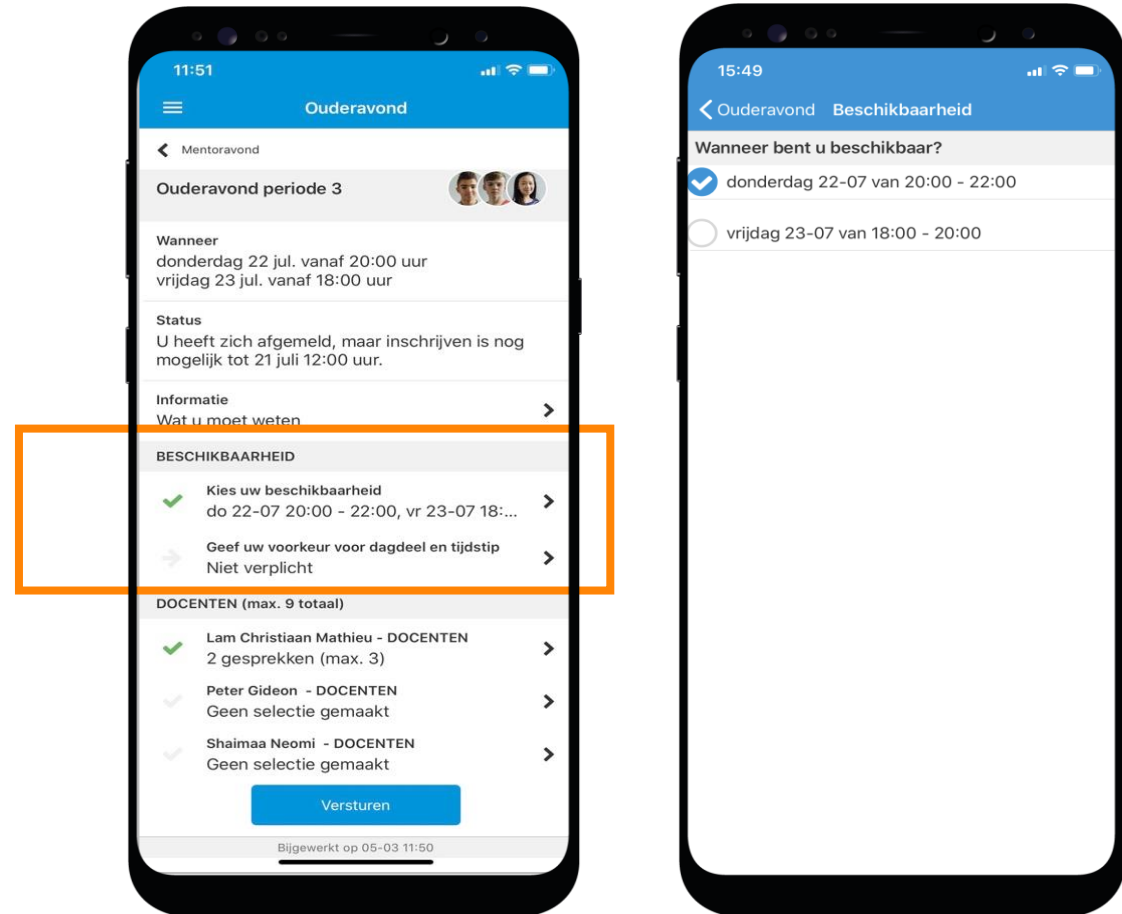 11:51
Ouderavond
Mentoravond
Ouderavond periode 3
Wanneer
donderdag 22 jul. vanaf 20:00 uur
vrijdag 23 jul. vanaf 18:00 uur
Status
U heeft zich afgemeld, maar inschrijven is nog
mogelijk tot 21 juli 12:00 uur.
Informatie
Wat u moet weten
BESCHIKBAARHEID
Kies uw beschikbaarheid
do 22-07 20:00 - 22:00, vr 23-07 18:...
Geef uw voorkeur voor dagdeel en tijdstip
Niet verplicht
DOCENTEN (max. 9 totaal)
Lam Christiaan Mathieu - DOCENTEN
2 gesprekken (max. 3)
Peter Gideon - DOCENTEN
Geen selectie gemaakt
Shaimaa Neomi - DOCENTEN
Geen selectie gemaakt
Versturen
Bijgewerkt op 05-03 11:50
15:49
Ouderavond Beschikbaarheid
Wanneer bent u beschikbaar?
donderdag 22-07 van 20:00 - 22:00
vrijdag 23-07 van 18:00 - 20:00